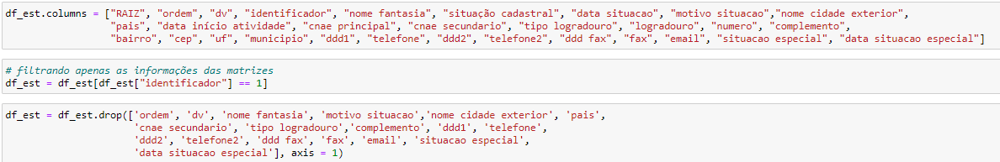 df_est.columns = ["RAIZ", "ordem", "dv", "identificador", "nome fantasia", "situação cadastral", "data situacao", "motivo situacao","nome cidade exterior",
"pais", "data início atividade", "cnae principal", "cnae secundario", "tipo logradouro", "logradouro", "numero", "complemento",
"bairro", "cep", "uf", "municipio", "ddd1", "telefone", "ddd2", "telefone2", "ddd fax", "fax", "email", "situacao especial", "data situacao especial"]
# filtrando apenas as informações das matrizes
df_est = df_est[df_est["identificador"] == 1]
df_est = df_est.drop(['ordem', 'dv', 'nome fantasia', 'motivo situacao','nome cidade exterior', 'pais',
'cnae secundario', 'tipo logradouro','complemento', 'ddd1', 'telefone',
'ddd2', 'telefone2', 'ddd fax', 'fax', 'email', 'situacao especial',
'data situacao especial'], axis = 1)